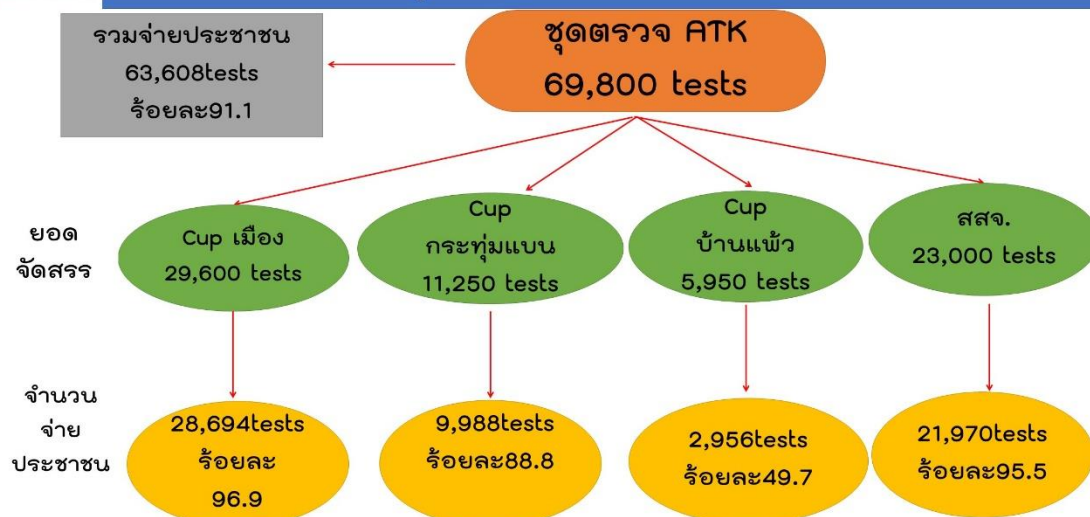 รวมจ่ายประชาชน
63,608tests
ร้อยละ91.1
ชุดตรวจ ATK
69,800 tests
ยอด
จัดสรร
Cup เมือง
29,600 tests
Cup
กระทุ่มแบน
11,250 tests
Cup
บ้านแพ้ว
5,950 tests
สสจ.
23,000 tests
จำนวน
จ่าย
ประชาชน
28,694tests
ร้อยละ
96.9
9,988tests
ร้อยละ88.8
2,956tests
ร้อยละ49.7
21,970tests
ร้อยละ95.5